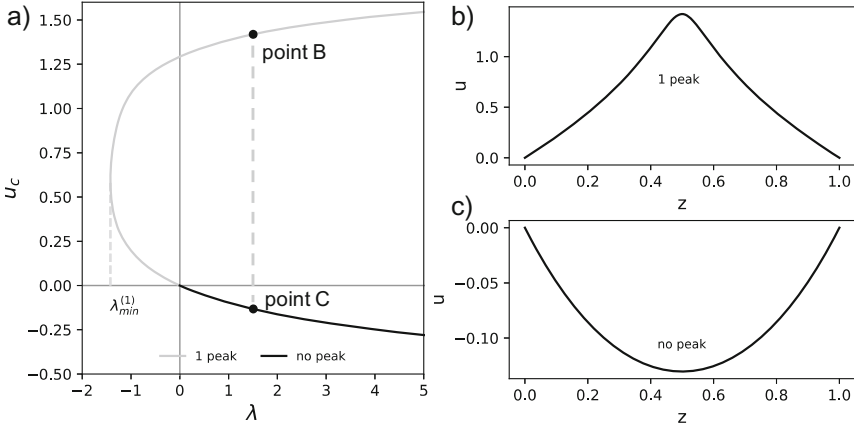 a)
1.50
1.25
1.00
0.75
0.50
0.25
0.00
−0.25
−0.50
u_c
point B
point C
λ_{min}^{(1)}
1 peak
no peak
−2
−1
0
1
2
3
4
5
λ
b)
1.0
0.5
0.0
u
1 peak
0.0
0.2
0.4
0.6
0.8
1.0
z
c)
0.00
−0.05
−0.10
u
no peak
0.0
0.2
0.4
0.6
0.8
1.0
z